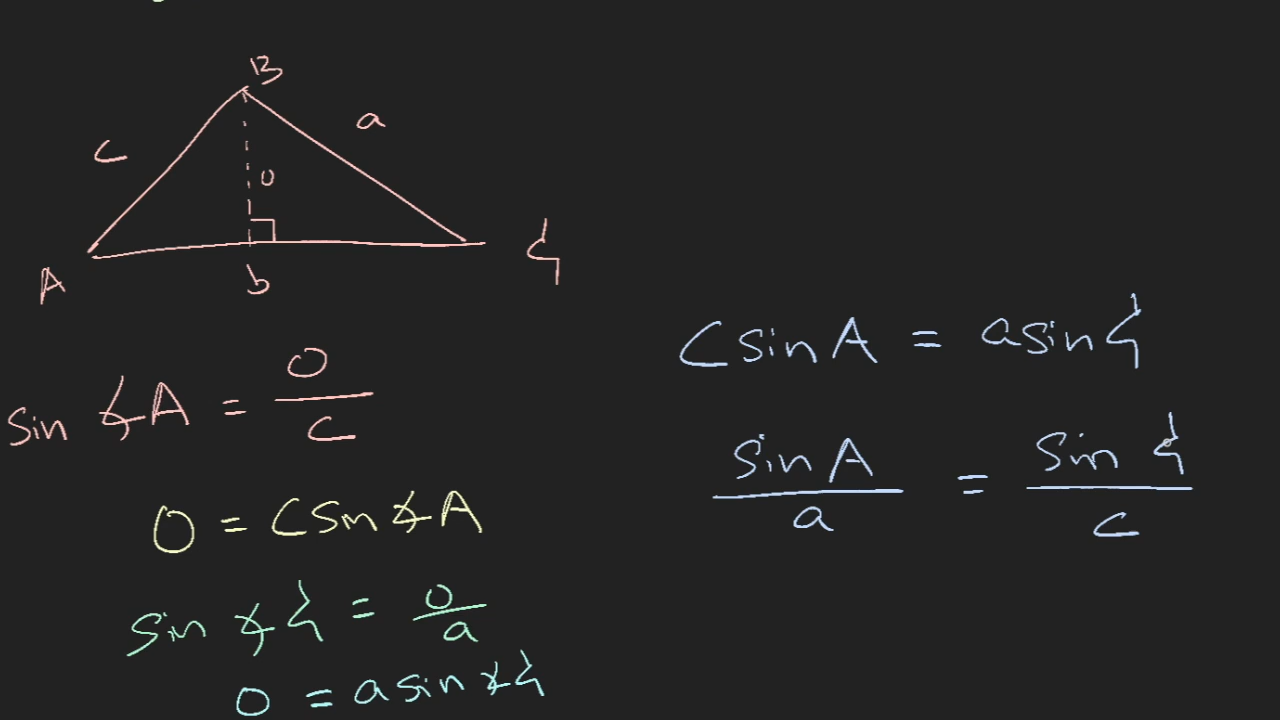 B
c
a
o
A
b
C
sin ∡A = o/c
o = c sin ∡A
sin ∡C = o/a
o = a sin ∡C
c sin A = a sin C
sin A / a = sin C / c